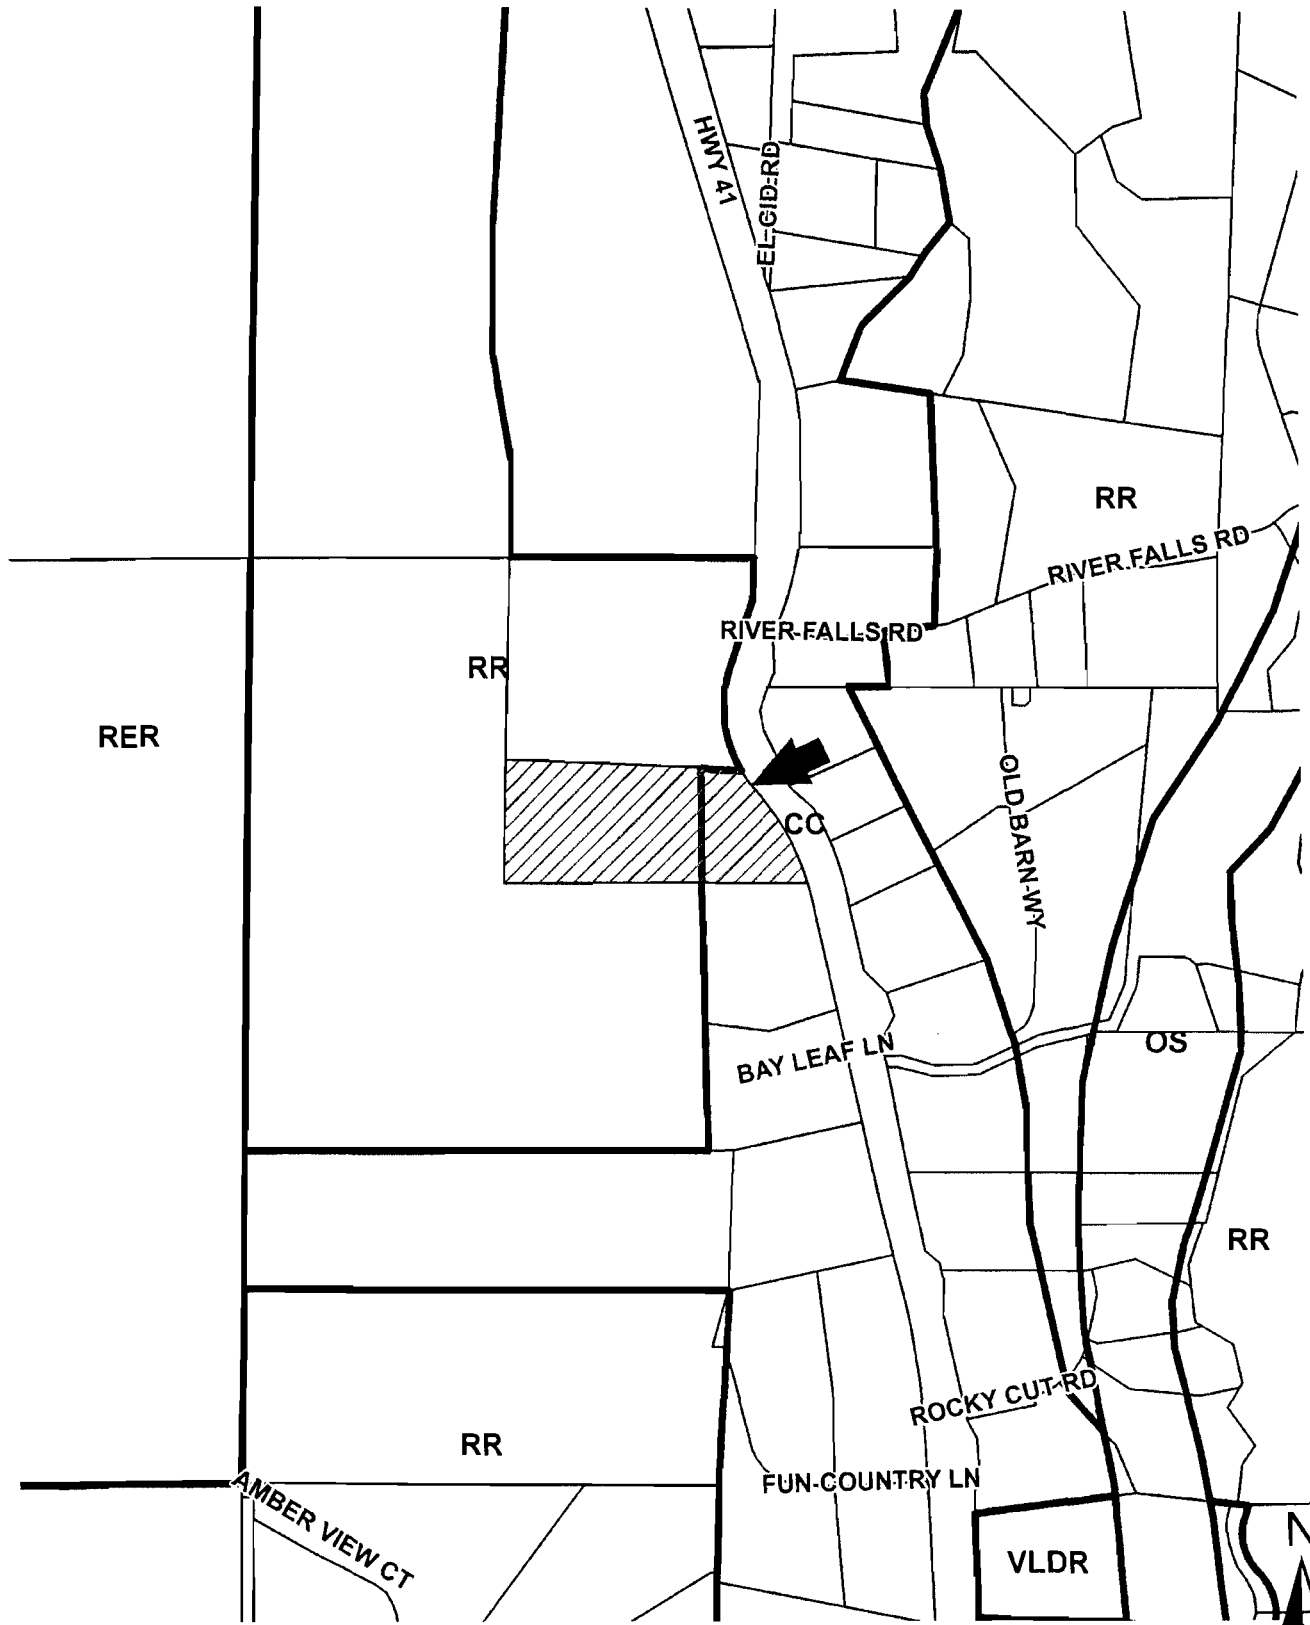 HWY 41
EL CID RD
RR
RIVER FALLS RD
RIVER FALLS RD
RR
RER
OLD BARN WY
CC
BAY LEAF LN
OS
RR
ROCKY CUT RD
RR
FUN COUNTRY LN
AMBER VIEW CT
VLDR
N